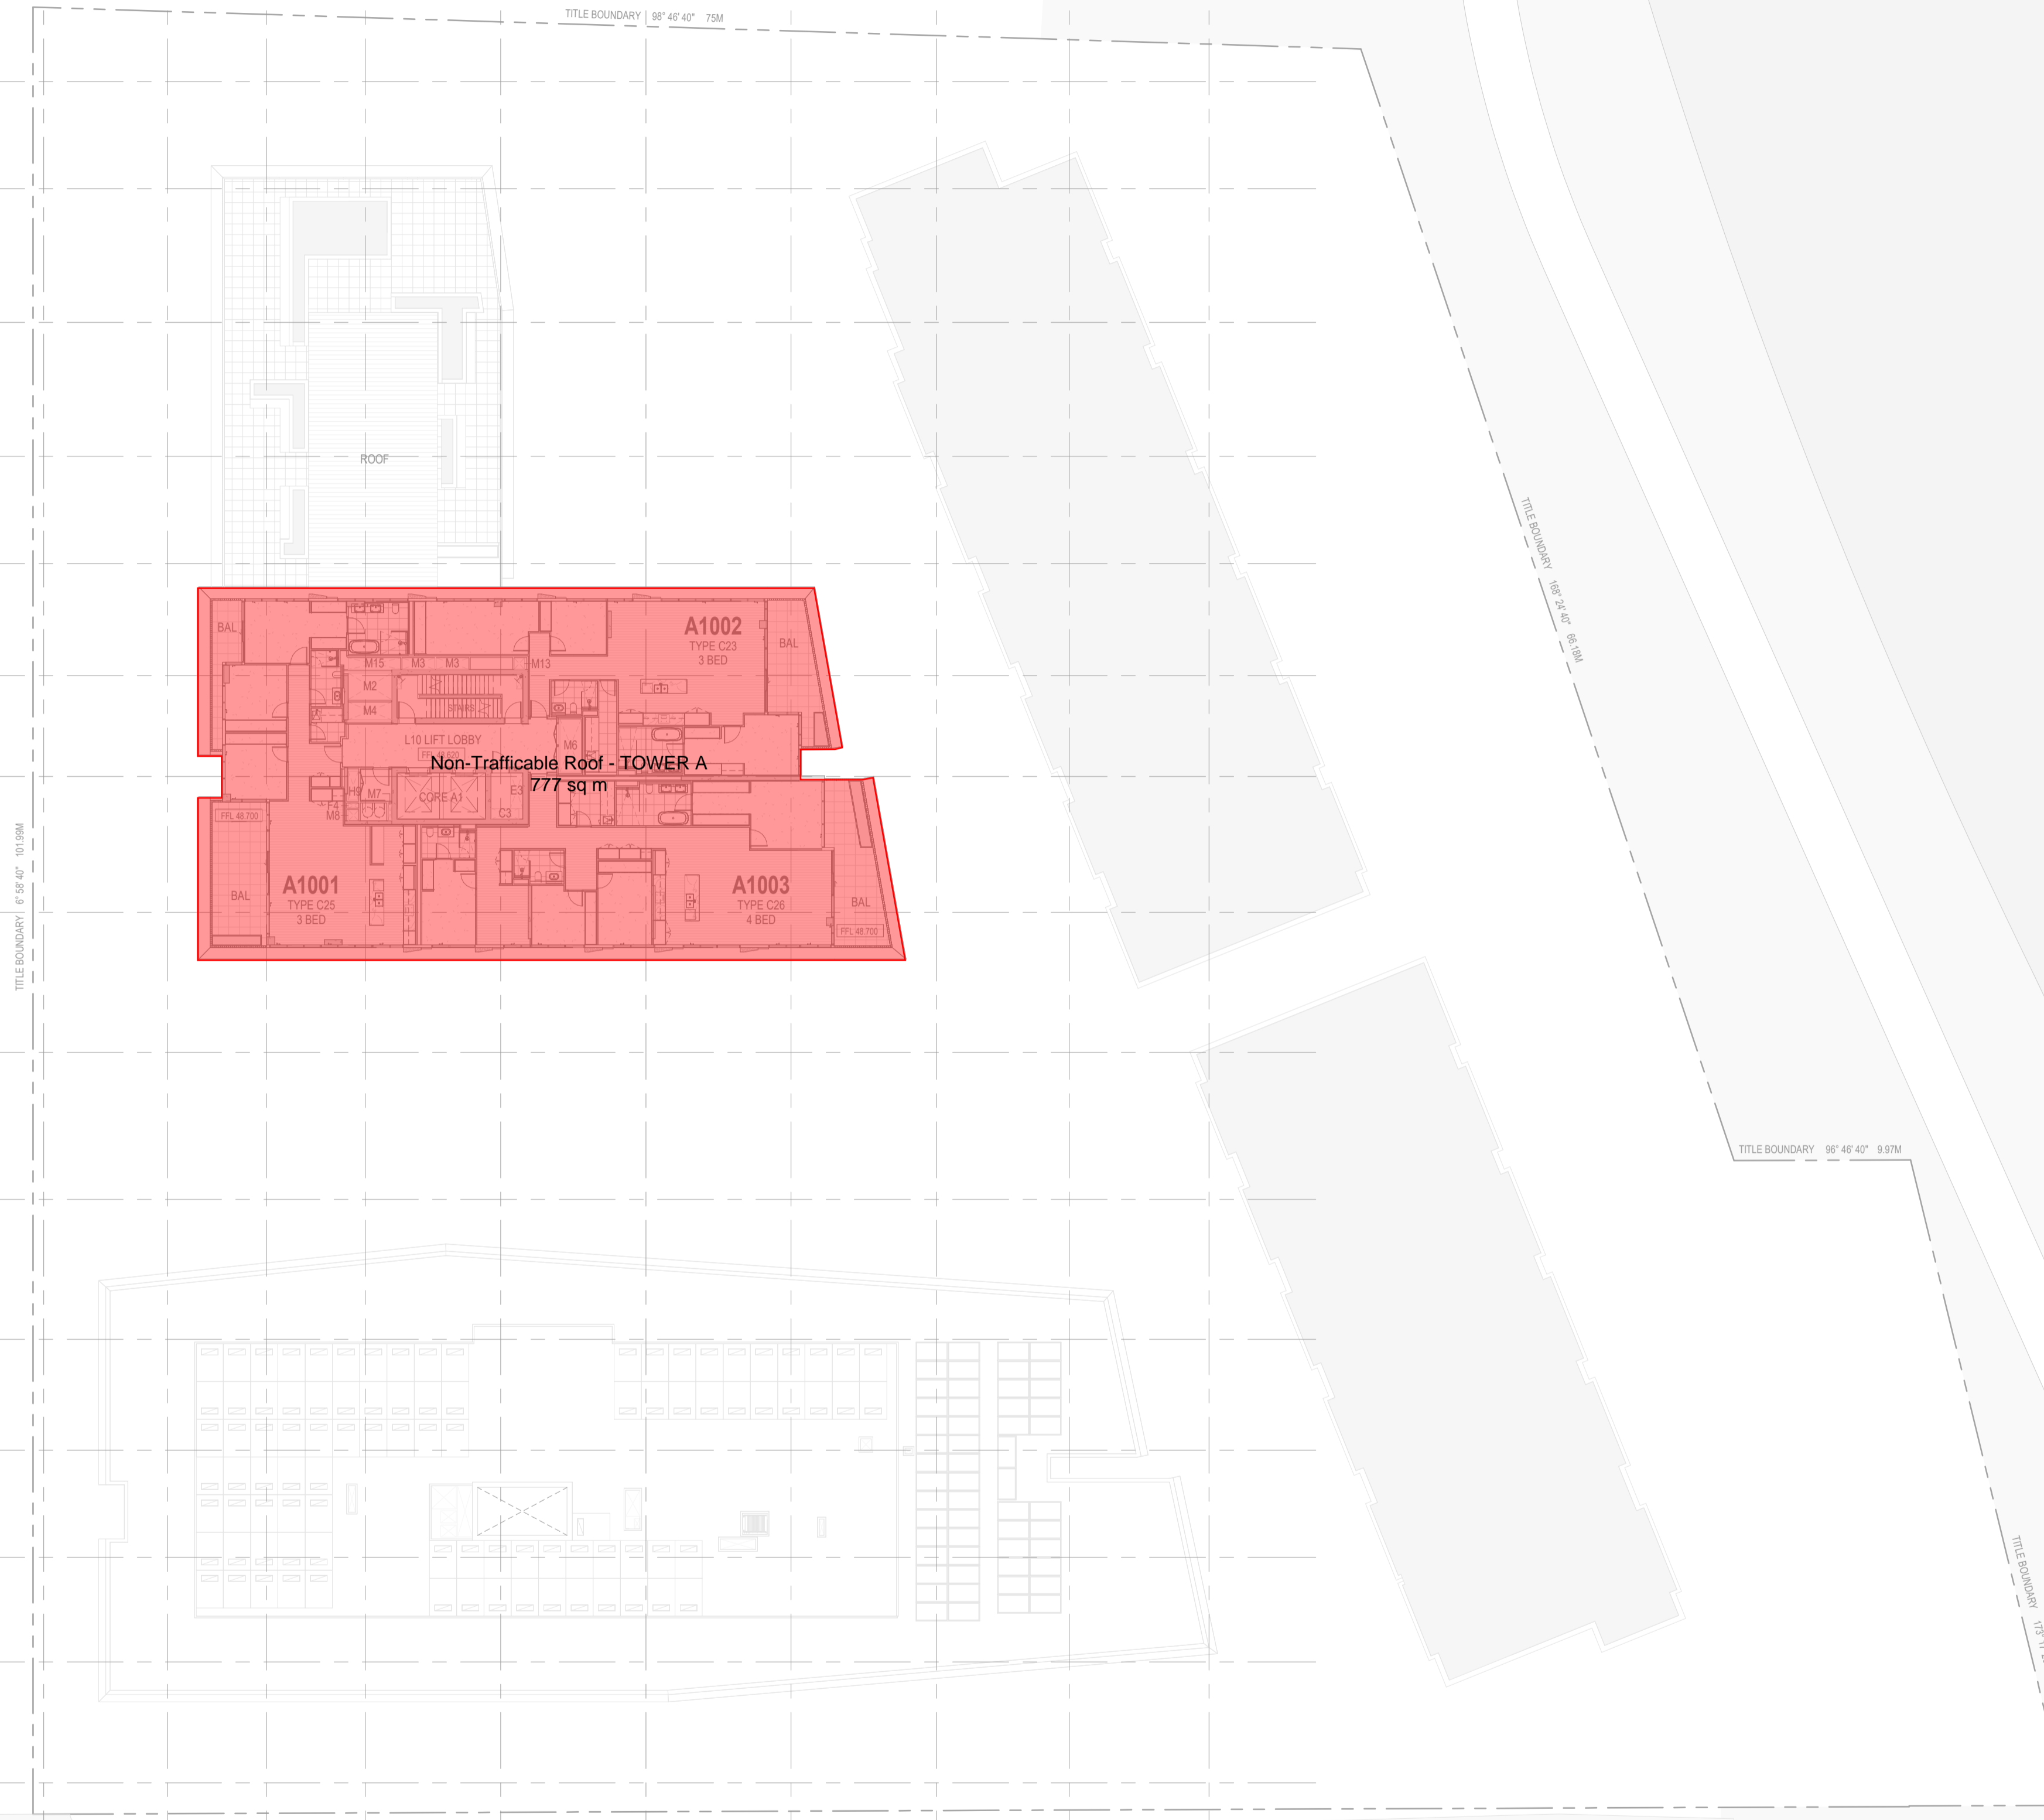 TITLE BOUNDARY 98° 46' 40" 75M
ROOF
TITLE BOUNDARY 168° 24' 40" 66.18M
BAL
A1002
TYPE C23
3 BED
BAL
M15
M3
M3
M13
M2
M4
STAIRS
L10 LIFT LOBBY
M6
Non-Trafficable Roof - TOWER A
777 sq m
H9
M7
CORE A1
E3
F4
M8
C3
FFL 48.700
BAL
A1001
TYPE C25
3 BED
A1003
TYPE C26
4 BED
BAL
FFL 48.700
TITLE BOUNDARY 6° 58' 40" 101.99M
TITLE BOUNDARY 96° 46' 40" 9.97M
TITLE BOUNDARY